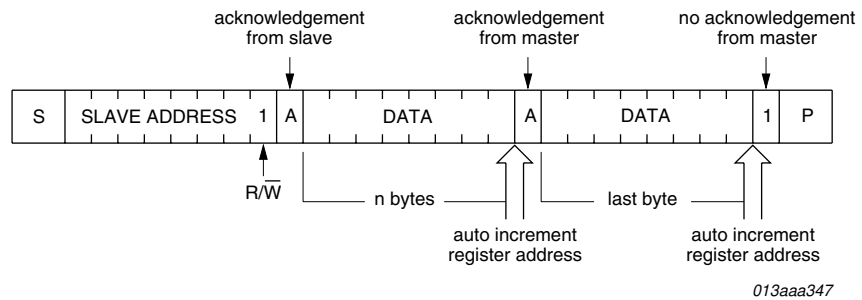 acknowledgement
from slave
acknowledgement
from master
no acknowledgement
from master
S SLAVE ADDRESS 1 A DATA A DATA 1 P
R/W̅
n bytes
last byte
auto increment
register address
auto increment
register address
013aaa347